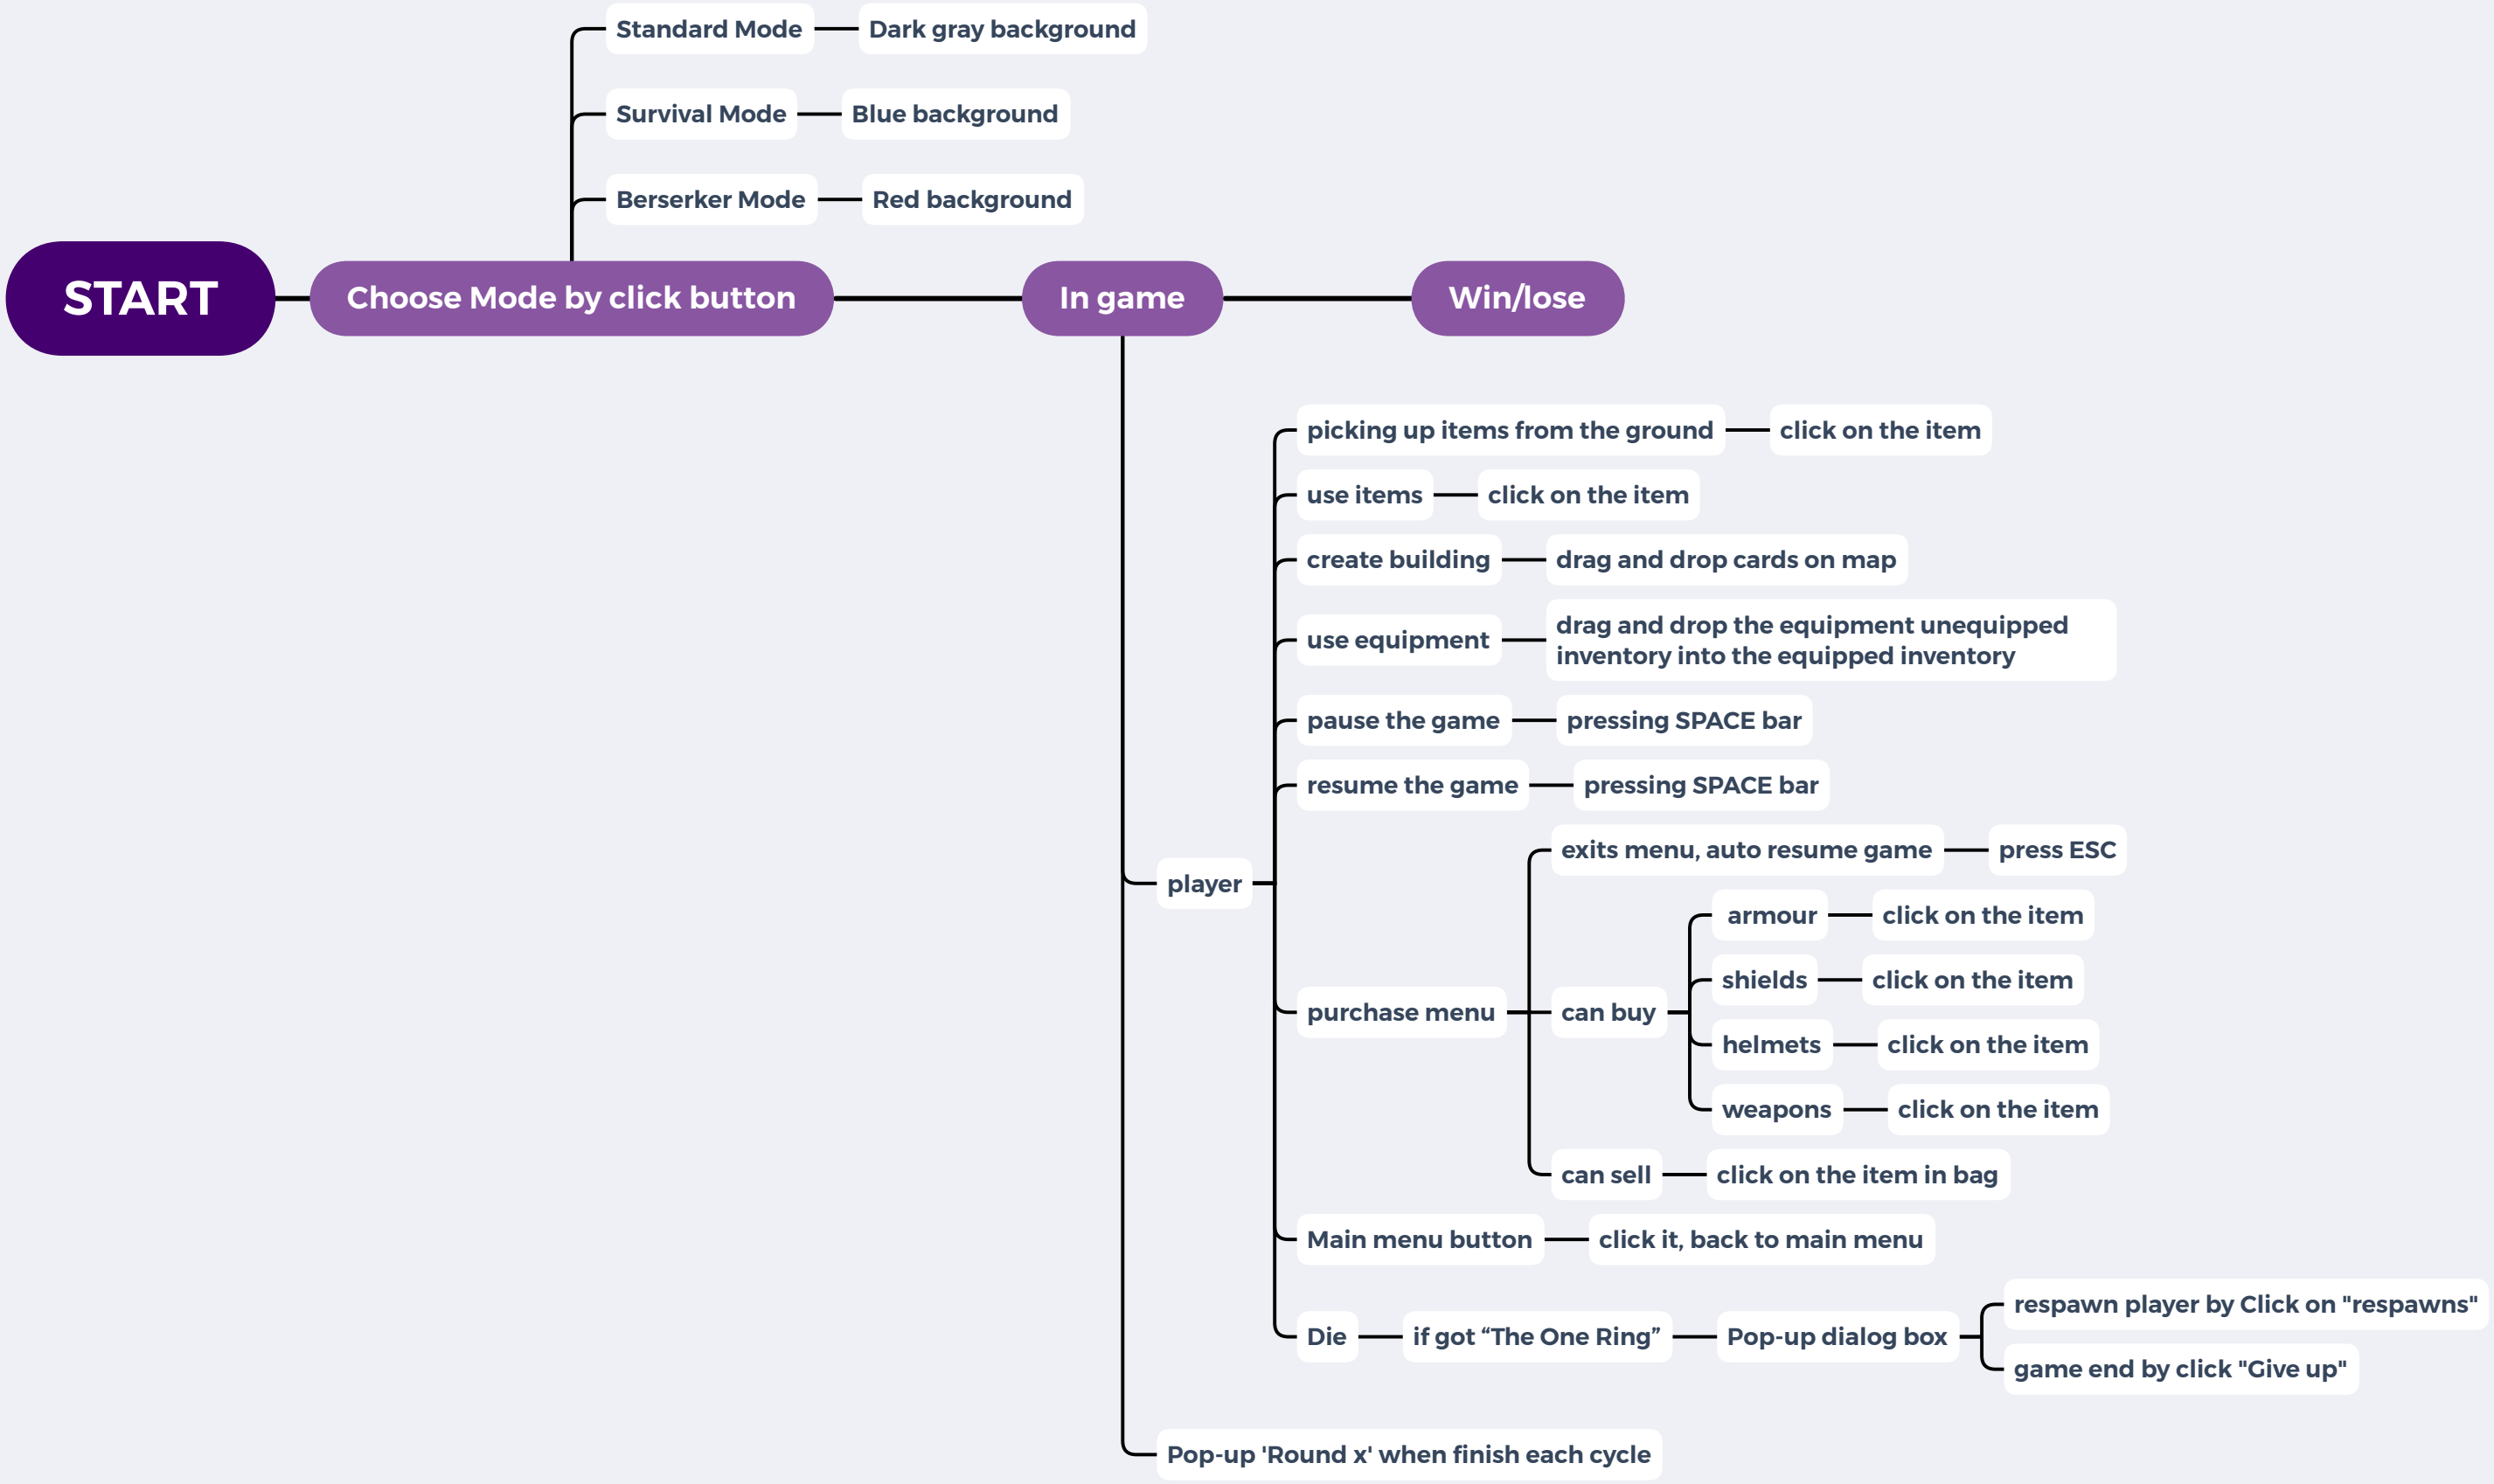 Standard Mode
Dark gray background
Survival Mode
Blue background
Berserker Mode
Red background
START
Choose Mode by click button
In game
Win/lose
picking up items from the ground
click on the item
use items
click on the item
create building
drag and drop cards on map
use equipment
drag and drop the equipment unequipped
inventory into the equipped inventory
pause the game
pressing SPACE bar
resume the game
pressing SPACE bar
player
exits menu, auto resume game
press ESC
purchase menu
can buy
armour
click on the item
shields
click on the item
helmets
click on the item
weapons
click on the item
can sell
click on the item in bag
Main menu button
click it, back to main menu
Die
if got “The One Ring”
Pop-up dialog box
respawn player by Click on "respawns"
game end by click "Give up"
Pop-up 'Round x' when finish each cycle